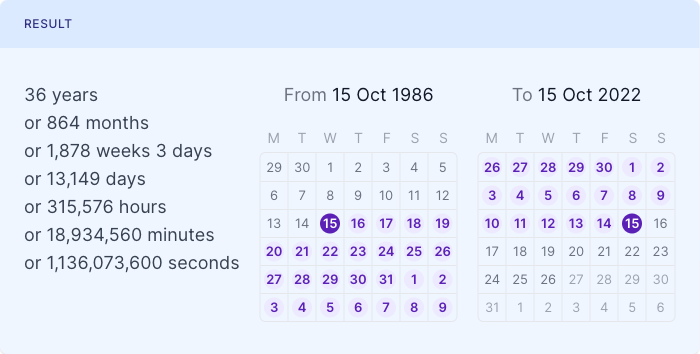 RESULT
36 years
or 864 months
or 1,878 weeks 3 days
or 13,149 days
or 315,576 hours
or 18,934,560 minutes
or 1,136,073,600 seconds
From 15 Oct 1986
M T W T F S S
29 30 1 2 3 4 5
6 7 8 9 10 11 12
13 14 15 16 17 18 19
20 21 22 23 24 25 26
27 28 29 30 31 1 2
3 4 5 6 7 8 9
To 15 Oct 2022
M T W T F S S
26 27 28 29 30 1 2
3 4 5 6 7 8 9
10 11 12 13 14 15 16
17 18 19 20 21 22 23
24 25 26 27 28 29 30
31 1 2 3 4 5 6